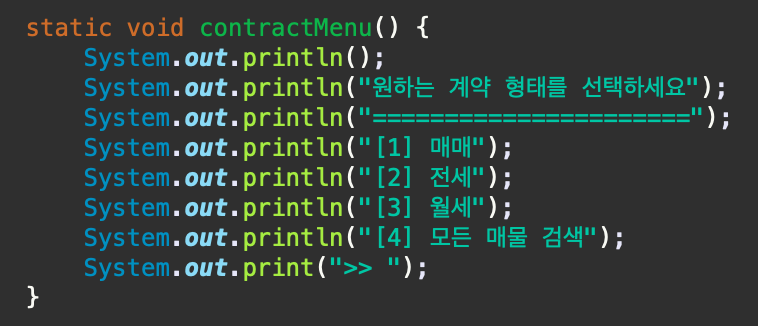 static void contractMenu() {
    System.out.println();
    System.out.println("원하는 계약 형태를 선택하세요");
    System.out.println("======================");
    System.out.println("[1] 매매");
    System.out.println("[2] 전세");
    System.out.println("[3] 월세");
    System.out.println("[4] 모든 매물 검색");
    System.out.print(">> ");
}